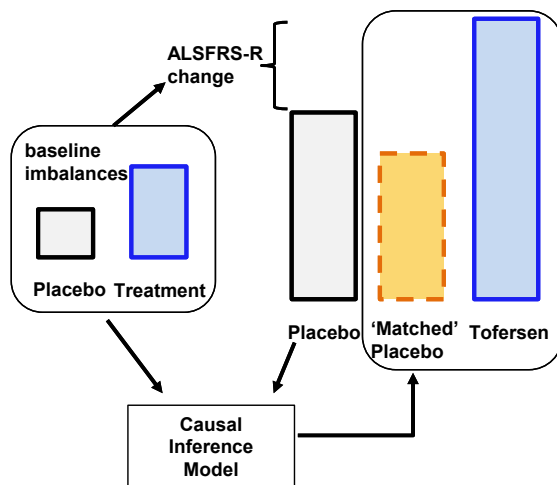 ALSFRS-R
change
baseline
imbalances
Placebo Treatment
Placebo
‘Matched’
Placebo
Tofersen
Causal
Inference
Model